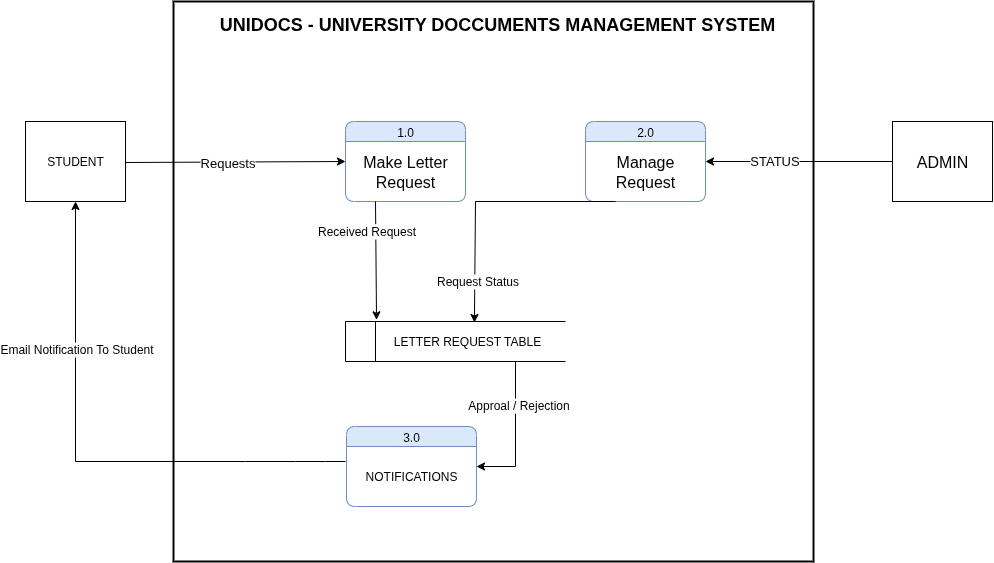 UNIDOCS - UNIVERSITY DOCCUMENTS MANAGEMENT SYSTEM
1.0
2.0
STUDENT
Requests
Make Letter
Request
Manage
Request
STATUS
ADMIN
Received Request
Request Status
LETTER REQUEST TABLE
Email Notification To Student
Approal / Rejection
3.0
NOTIFICATIONS